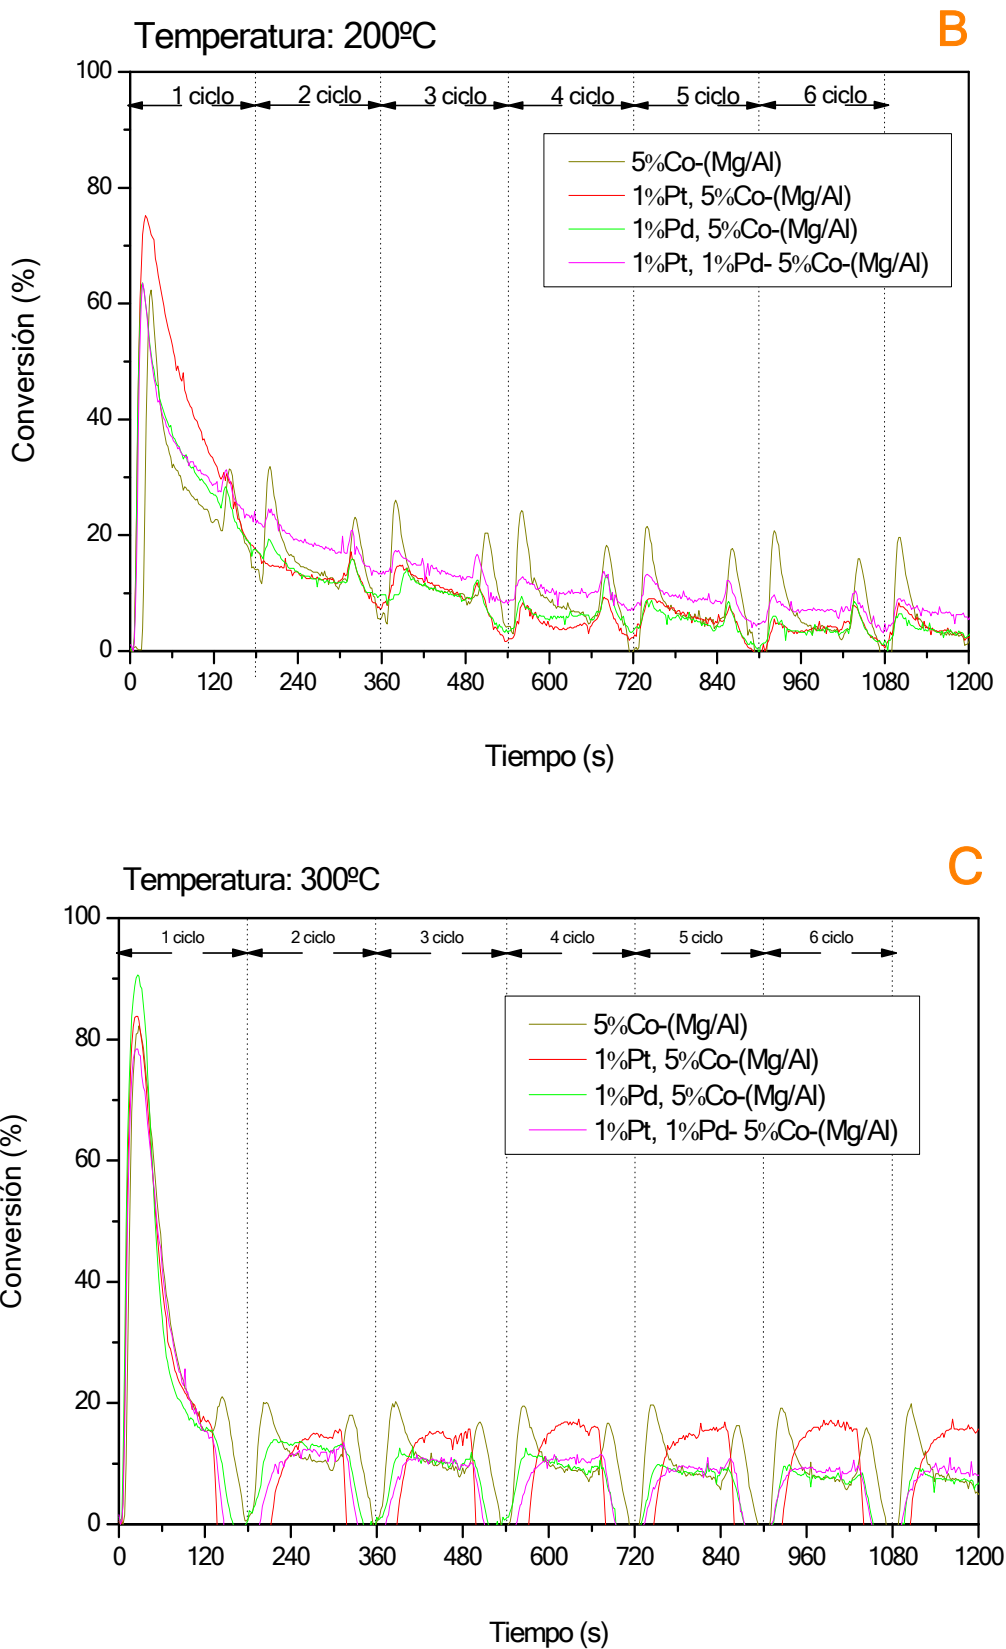 Temperatura: 200ºC
B
100
80
60
40
20
0
Conversión (%)
1 ciclo
2 ciclo
3 ciclo
4 ciclo
5 ciclo
6 ciclo
5%Co-(Mg/Al)
1%Pt, 5%Co-(Mg/Al)
1%Pd, 5%Co-(Mg/Al)
1%Pt, 1%Pd- 5%Co-(Mg/Al)
0 120 240 360 480 600 720 840 960 1080 1200
Tiempo (s)
Temperatura: 300ºC
C
100
80
60
40
20
0
Conversión (%)
1 ciclo
2 ciclo
3 ciclo
4 ciclo
5 ciclo
6 ciclo
5%Co-(Mg/Al)
1%Pt, 5%Co-(Mg/Al)
1%Pd, 5%Co-(Mg/Al)
1%Pt, 1%Pd- 5%Co-(Mg/Al)
0 120 240 360 480 600 720 840 960 1080 1200
Tiempo (s)